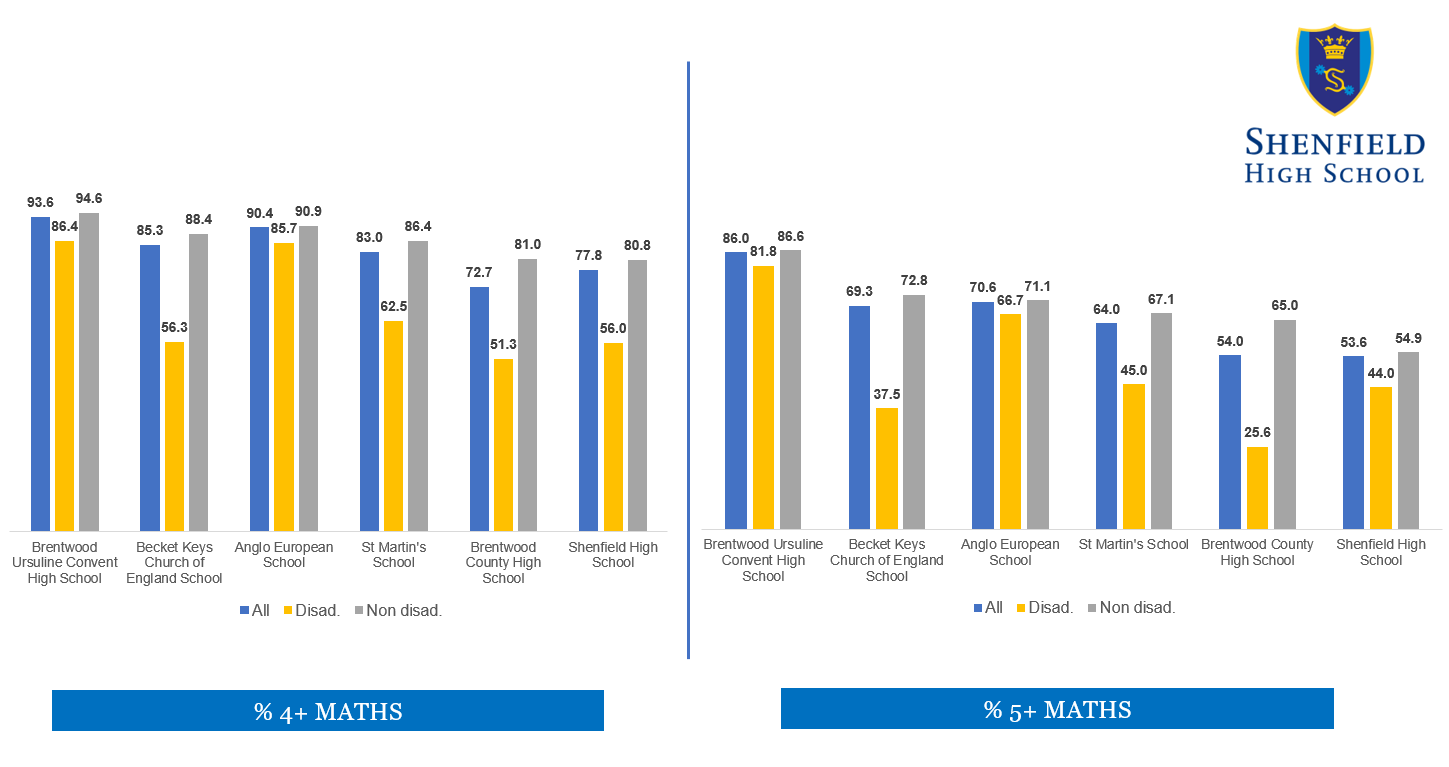 SHENFIELD
HIGH SCHOOL
93.6 86.4 94.6
85.3 56.3 88.4
90.4 85.7 90.9
83.0 62.5 86.4
72.7 51.3 81.0
77.8 56.0 80.8
Brentwood
Ursuline Convent
High School
Becket Keys
Church of
England School
Anglo European
School
St Martin's
School
Brentwood
County High
School
Shenfield High
School
All Disad. Non disad.
% 4+ MATHS
86.0 81.8 86.6
69.3 37.5 72.8
70.6 66.7 71.1
64.0 45.0 67.1
54.0 25.6 65.0
53.6 44.0 54.9
Brentwood Ursuline
Convent High
School
Becket Keys
Church of England
School
Anglo European
School
St Martin's School
Brentwood County
High School
Shenfield High
School
All Disad. Non disad.
% 5+ MATHS